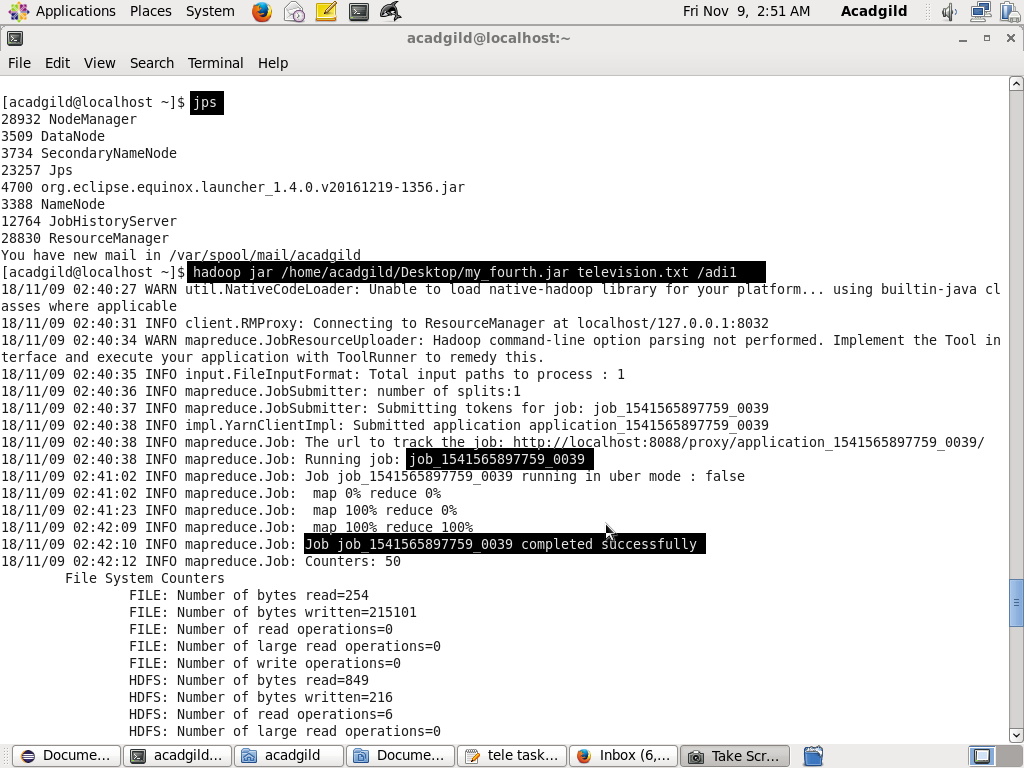 Applications Places System Fri Nov 9, 2:51 AM Acadgild
acadgild@localhost:~
File Edit View Search Terminal Help
[acadgild@localhost ~]$ jps
28932 NodeManager
3509 DataNode
3734 SecondaryNameNode
23257 Jps
4700 org.eclipse.equinox.launcher_1.4.0.v20161219-1356.jar
3388 NameNode
12764 JobHistoryServer
28830 ResourceManager
You have new mail in /var/spool/mail/acadgild
[acadgild@localhost ~]$ hadoop jar /home/acadgild/Desktop/my_fourth.jar television.txt /adi1
18/11/09 02:40:27 WARN util.NativeCodeLoader: Unable to load native-hadoop library for your platform... using builtin-java cl
asses where applicable
18/11/09 02:40:31 INFO client.RMProxy: Connecting to ResourceManager at localhost/127.0.0.1:8032
18/11/09 02:40:34 WARN mapreduce.JobResourceUploader: Hadoop command-line option parsing not performed. Implement the Tool in
terface and execute your application with ToolRunner to remedy this.
18/11/09 02:40:35 INFO input.FileInputFormat: Total input paths to process : 1
18/11/09 02:40:36 INFO mapreduce.JobSubmitter: number of splits:1
18/11/09 02:40:37 INFO mapreduce.JobSubmitter: Submitting tokens for job: job_1541565897759_0039
18/11/09 02:40:38 INFO impl.YarnClientImpl: Submitted application application_1541565897759_0039
18/11/09 02:40:38 INFO mapreduce.Job: The url to track the job: http://localhost:8088/proxy/application_1541565897759_0039/
18/11/09 02:40:38 INFO mapreduce.Job: Running job: job_1541565897759_0039
18/11/09 02:41:02 INFO mapreduce.Job: Job job_1541565897759_0039 running in uber mode : false
18/11/09 02:41:02 INFO mapreduce.Job:  map 0% reduce 0%
18/11/09 02:41:23 INFO mapreduce.Job:  map 100% reduce 0%
18/11/09 02:42:09 INFO mapreduce.Job:  map 100% reduce 100%
18/11/09 02:42:10 INFO mapreduce.Job: Job job_1541565897759_0039 completed successfully
18/11/09 02:42:12 INFO mapreduce.Job: Counters: 50
File System Counters
FILE: Number of bytes read=254
FILE: Number of bytes written=215101
FILE: Number of read operations=0
FILE: Number of large read operations=0
FILE: Number of write operations=0
HDFS: Number of bytes read=849
HDFS: Number of bytes written=216
HDFS: Number of read operations=6
HDFS: Number of large read operations=0
Docume... acadgild... acadgild Docume... tele task... Inbox (6,... Take Scr...